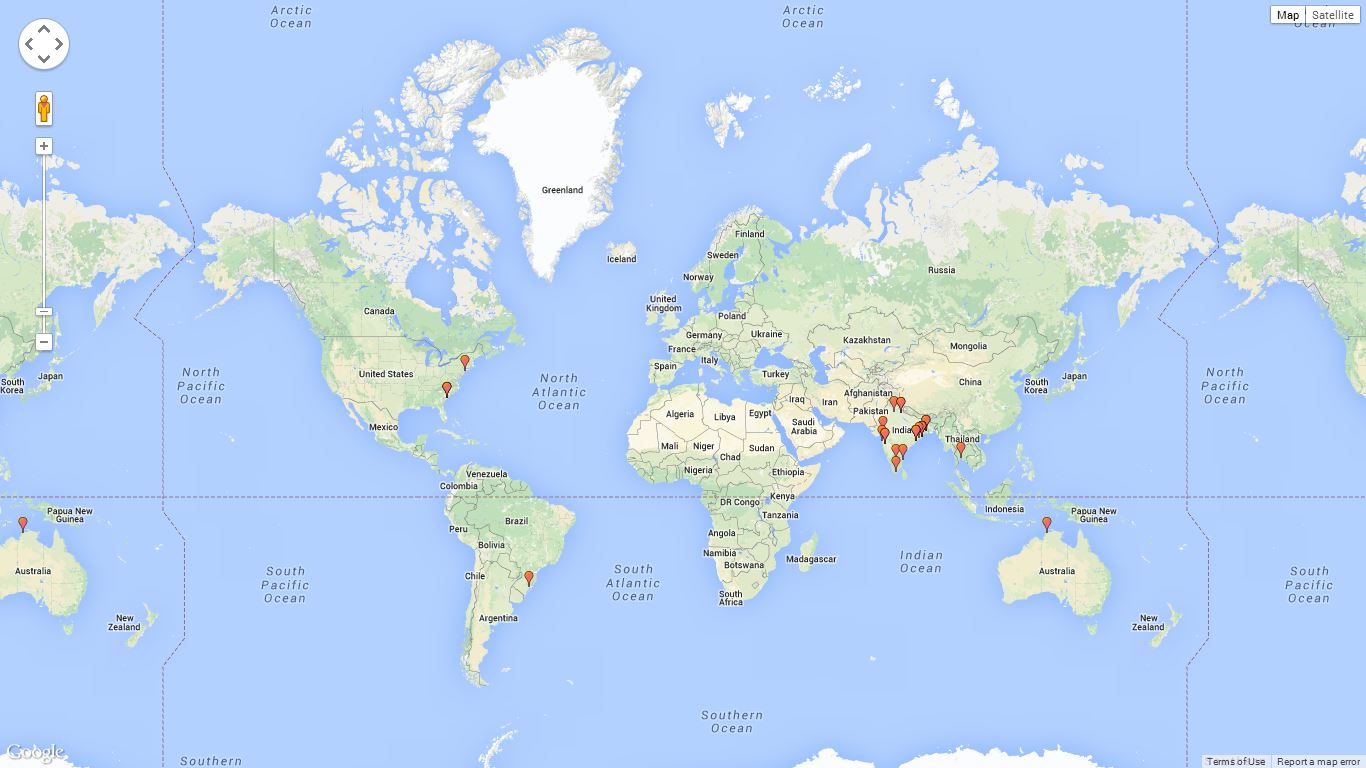 Arctic
Ocean
Arctic
Ocean
Map
Satellite
Ocean
Greenland
Iceland
Finland
Sweden
Norway
Russia
United
Kingdom
Poland
Germany
Ukraine
France
Italy
Spain
Turkey
Kazakhstan
Mongolia
China
South
Korea
Japan
South
Korea
Japan
Canada
United States
Mexico
North
Pacific
Ocean
North
Atlantic
Ocean
North
Pacific
Ocean
Algeria
Libya
Egypt
Iraq
Iran
Afghanistan
Pakistan
Saudi
Arabia
India
Thailand
Mali
Niger
Chad
Sudan
Nigeria
Ethiopia
Venezuela
Colombia
DR Congo
Kenya
Tanzania
Indonesia
Papua New
Guinea
Papua New
Guinea
Brazil
Peru
Bolivia
Chile
Argentina
Angola
Namibia
Botswana
Madagascar
South
Africa
Indian
Ocean
South
Atlantic
Ocean
South
Pacific
Ocean
South
Pacific
Ocean
Australia
Australia
New
Zealand
New
Zealand
Southern
Ocean
Southern
Google
Terms of Use
Report a map error